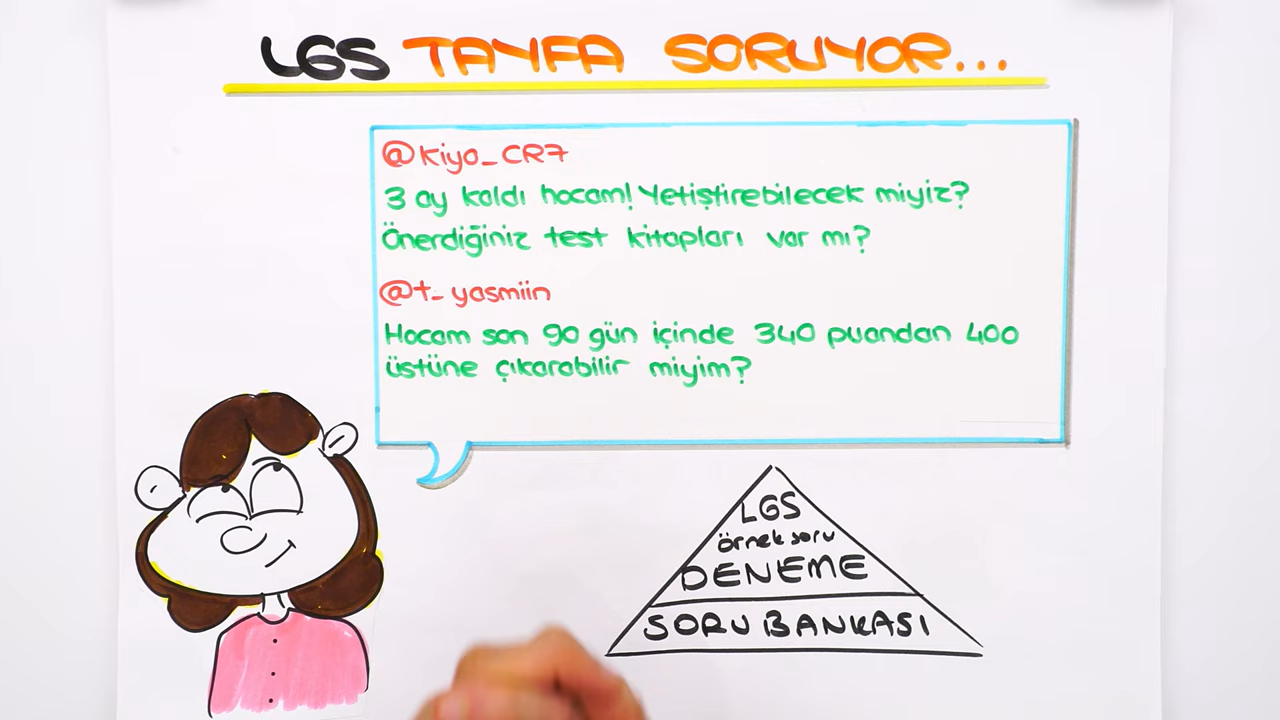 LGS TAYFA SORUYOR...
@kiyo_CR7
3 ay kaldı hocam! Yetiştirebilecek miyiz?
Önerdiğiniz test kitapları var mı?
@t_yasmiin
Hocam son 90 gün içinde 340 puandan 400
üstüne çıkarabilir miyim?
LGS
örnek soru
DENEME
SORU BANKASI